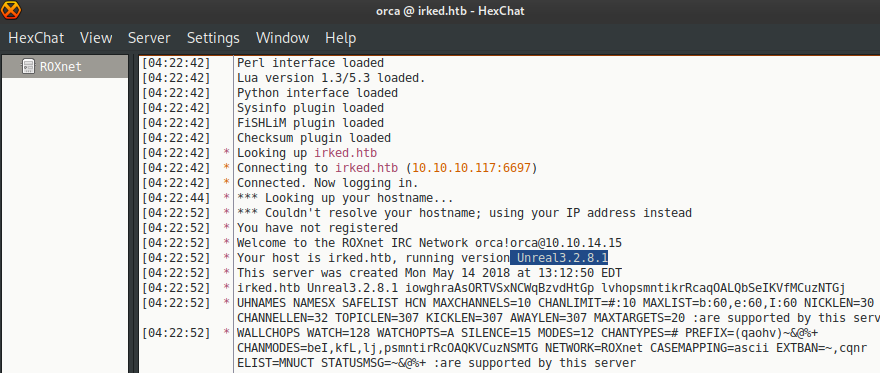 orca @ irked.htb - HexChat
HexChat View Server Settings Window Help
ROXnet
[04:22:42] Perl interface loaded
[04:22:42] Lua version 1.3/5.3 loaded.
[04:22:42] Python interface loaded
[04:22:42] Sysinfo plugin loaded
[04:22:42] FiSHLiM plugin loaded
[04:22:42] Checksum plugin loaded
[04:22:42] * Looking up irked.htb
[04:22:42] * Connecting to irked.htb (10.10.10.117:6697)
[04:22:42] * Connected. Now logging in.
[04:22:44] * *** Looking up your hostname...
[04:22:52] * *** Couldn't resolve your hostname; using your IP address instead
[04:22:52] * You have not registered
[04:22:52] * Welcome to the ROXnet IRC Network orca!orca@10.10.14.15
[04:22:52] * Your host is irked.htb, running version Unreal3.2.8.1
[04:22:52] * This server was created Mon May 14 2018 at 13:12:50 EDT
[04:22:52] * irked.htb Unreal3.2.8.1 iowghraAsORTVSxNCWqBzvdHtGp lvhopsmntikrRcaqOALQbSeIKVfMCuzNTGj
[04:22:52] * UHNAMES NAMESX SAFELIST HCN MAXCHANNELS=10 CHANLIMIT=#:10 MAXLIST=b:60,e:60,I:60 NICKLEN=30
CHANNELLEN=32 TOPICLEN=307 KICKLEN=307 AWAYLEN=307 MAXTARGETS=20 :are supported by this serv
[04:22:52] * WALLCHOPS WATCH=128 WATCHOPTS=A SILENCE=15 MODES=12 CHANTYPES=# PREFIX=(qaohv)~&@%+
CHANMODES=beI,kfL,lj,psmntirRcOAQKVCuzNSMTG NETWORK=ROXnet CASEMAPPING=ascii EXTBAN=~,cqnr
ELIST=MNUCT STATUSMSG=~&@%+ :are supported by this server